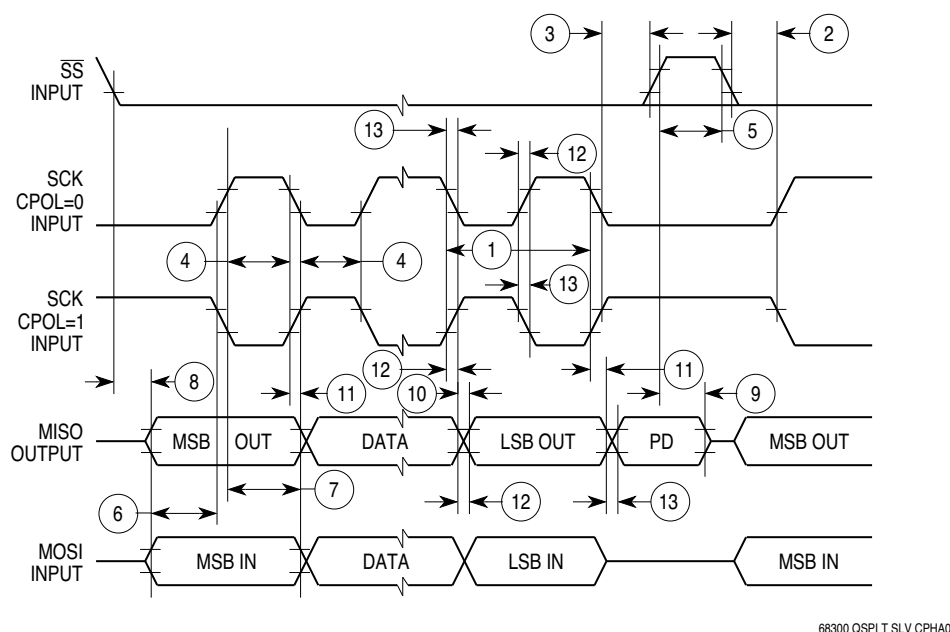 3
2
SS
INPUT
13
12
5
SCK
CPOL=0
INPUT
4
4
1
13
SCK
CPOL=1
INPUT
8
11
12
10
11
9
MISO
OUTPUT
MSB OUT
DATA
LSB OUT
PD
MSB OUT
6
7
12
13
MOSI
INPUT
MSB IN
DATA
LSB IN
MSB IN
68300 QSPI T SLV CPHA0